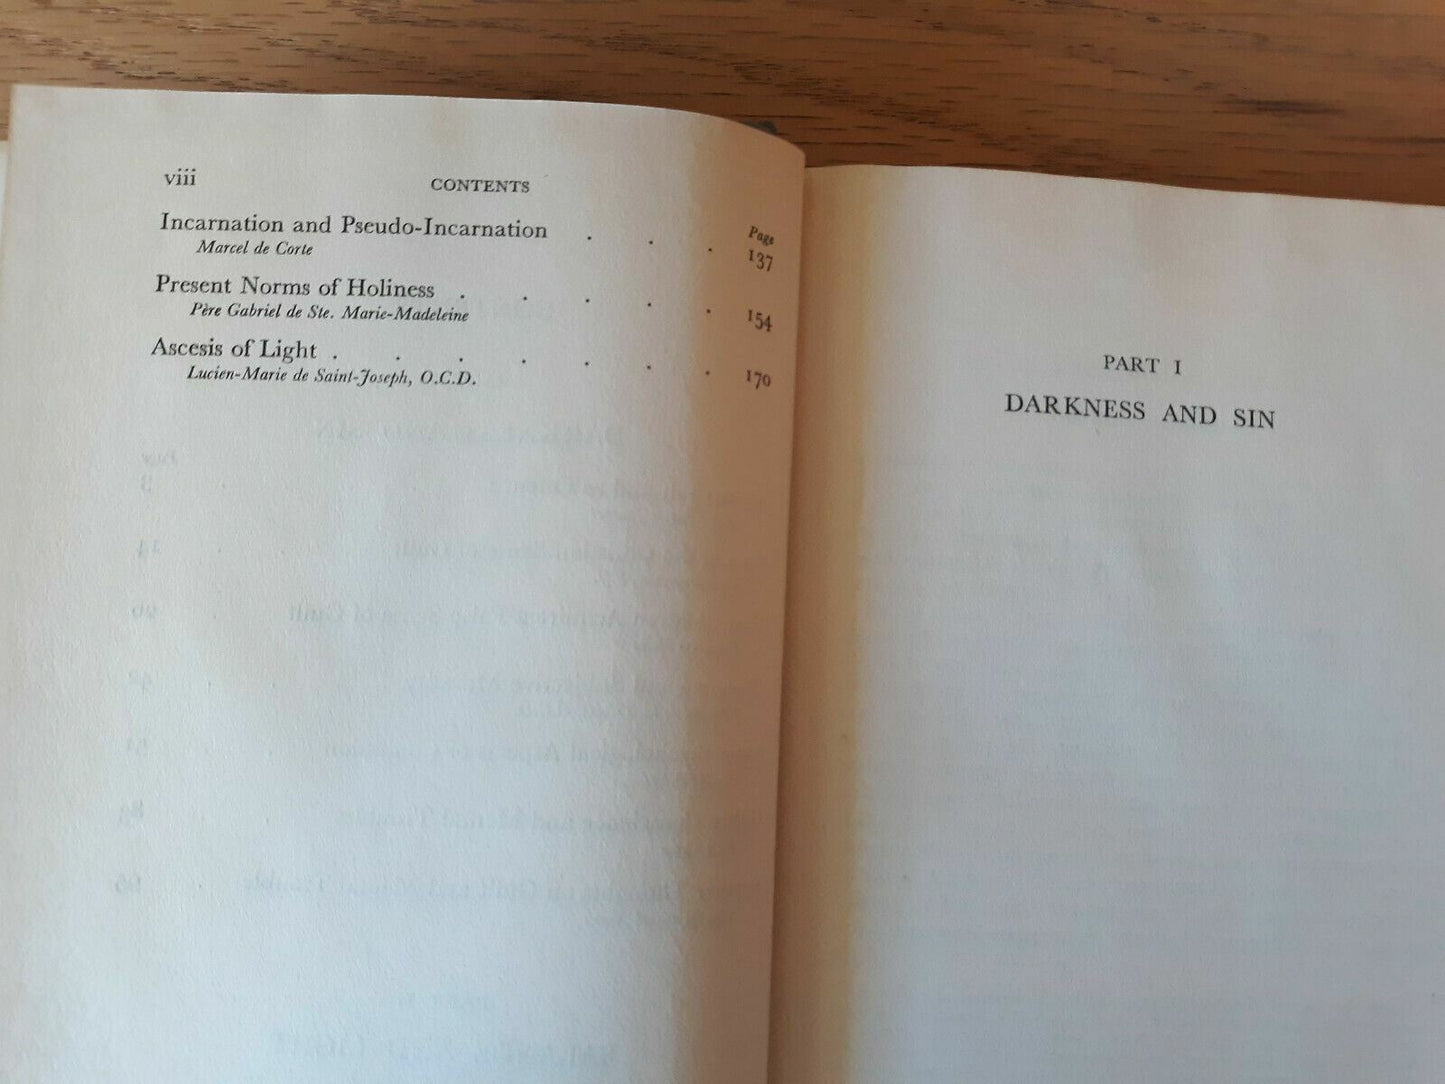 viii
CONTENTS
Page
Incarnation and Pseudo-Incarnation . . . 137
Marcel de Corte
Present Norms of Holiness . . . . . 154
Père Gabriel de Ste. Marie-Madeleine
Ascesis of Light . . . . . . . 170
Lucien-Marie de Saint-Joseph, O.C.D.
PART I
DARKNESS AND SIN